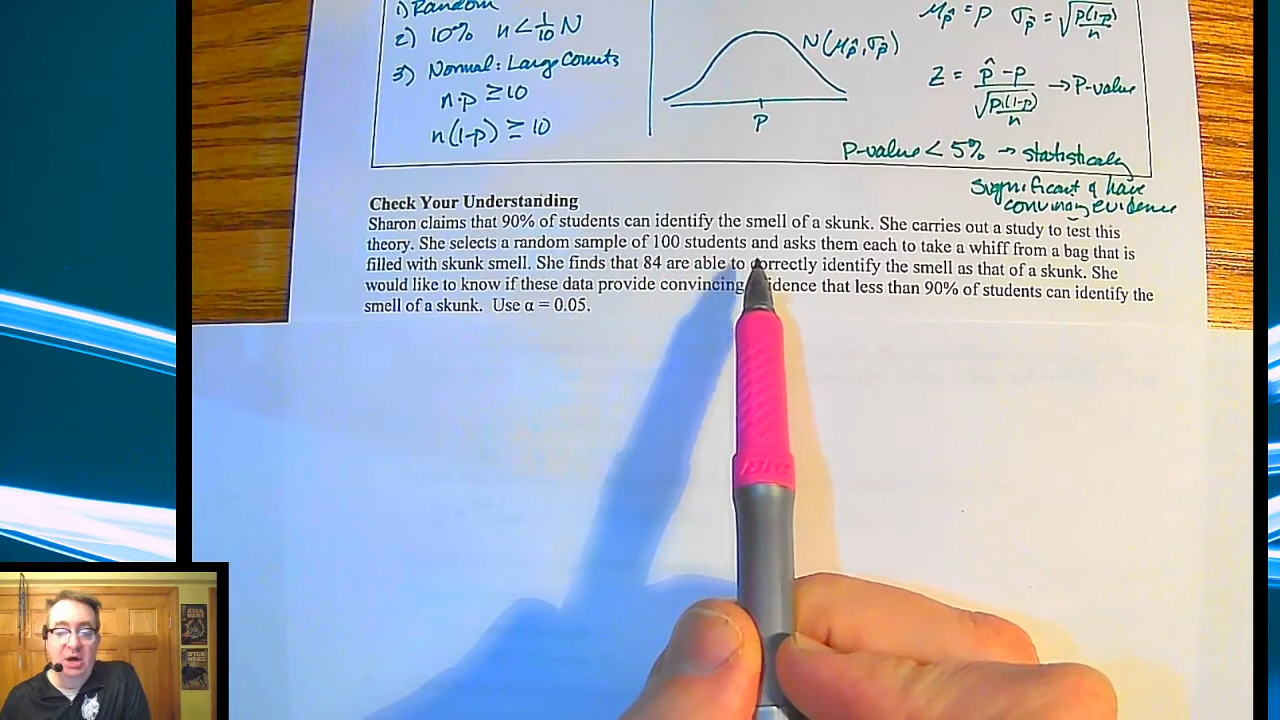 1) Random
2) 10% n < 1/10 N
3) Normal: Large Counts
n·p ≥ 10
n(1-p) ≥ 10
N(μp̂, σp̂)
P
μp̂ = p σp̂ = √p(1-p)/n
Z = p̂ - p / √p(1-p)/n → P-value
P-value < 5% → statistically
significant & have
convincing evidence
Check Your Understanding
Sharon claims that 90% of students can identify the smell of a skunk. She carries out a study to test this
theory. She selects a random sample of 100 students and asks them each to take a whiff from a bag that is
filled with skunk smell. She finds that 84 are able to correctly identify the smell as that of a skunk. She
would like to know if these data provide convincing evidence that less than 90% of students can identify the
smell of a skunk. Use α = 0.05.
BIC
STAR WARS
STAR WARS